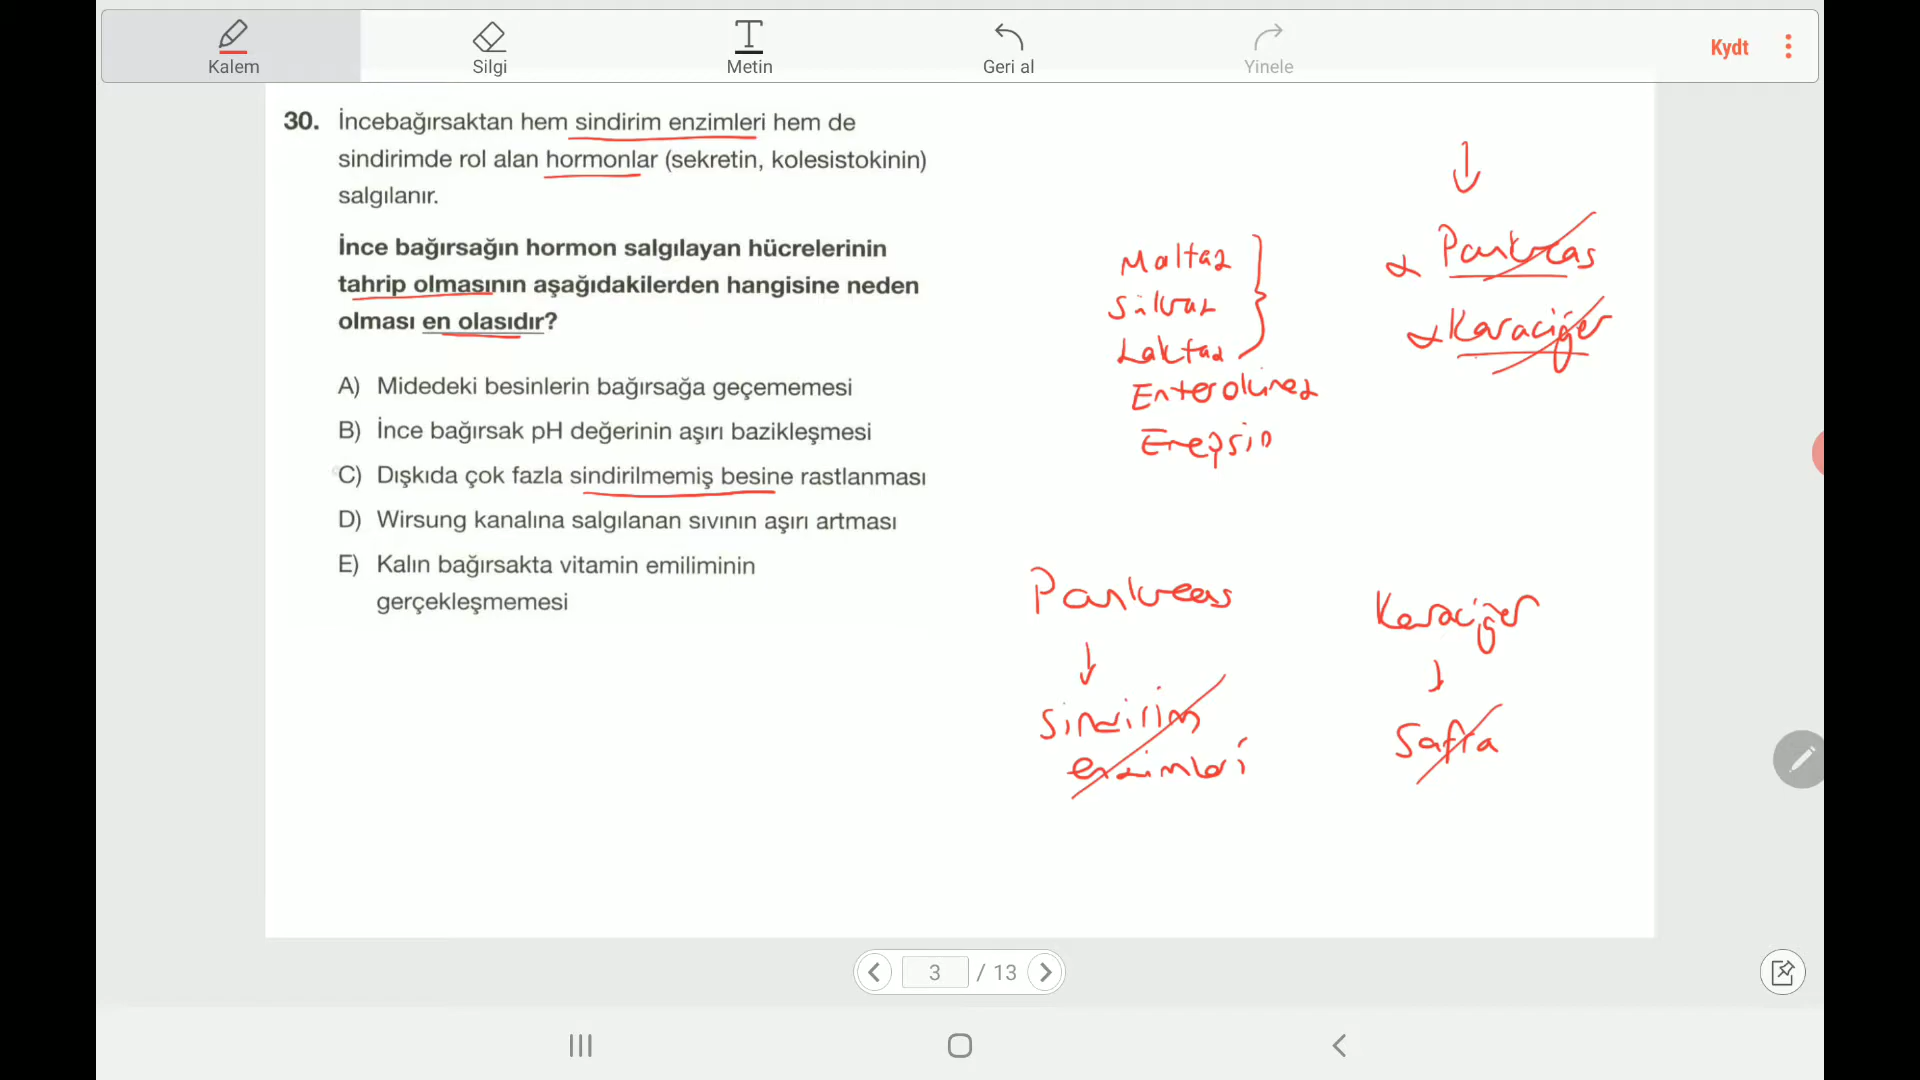 Kalem
Silgi
Metin
Geri al
Yinele
Kydt
30. İncebağırsaktan hem sindirim enzimleri hem de
sindirimde rol alan hormonlar (sekretin, kolesistokinin)
salgılanır.
İnce bağırsağın hormon salgılayan hücrelerinin
tahrip olmasının aşağıdakilerden hangisine neden
olması en olasıdır?
A) Midedeki besinlerin bağırsağa geçememesi
B) İnce bağırsak pH değerinin aşırı bazikleşmesi
C) Dışkıda çok fazla sindirilmemiş besine rastlanması
D) Wirsung kanalına salgılanan sıvının aşırı artması
E) Kalın bağırsakta vitamin emiliminin
gerçekleşmemesi
Maltaz
Sükraz
Laktaz
Enterokinaz
Erepsin
Pankreas
Karaciğer
Pankreas
Sindirim
enzimleri
Karaciğer
Safra
3 / 13